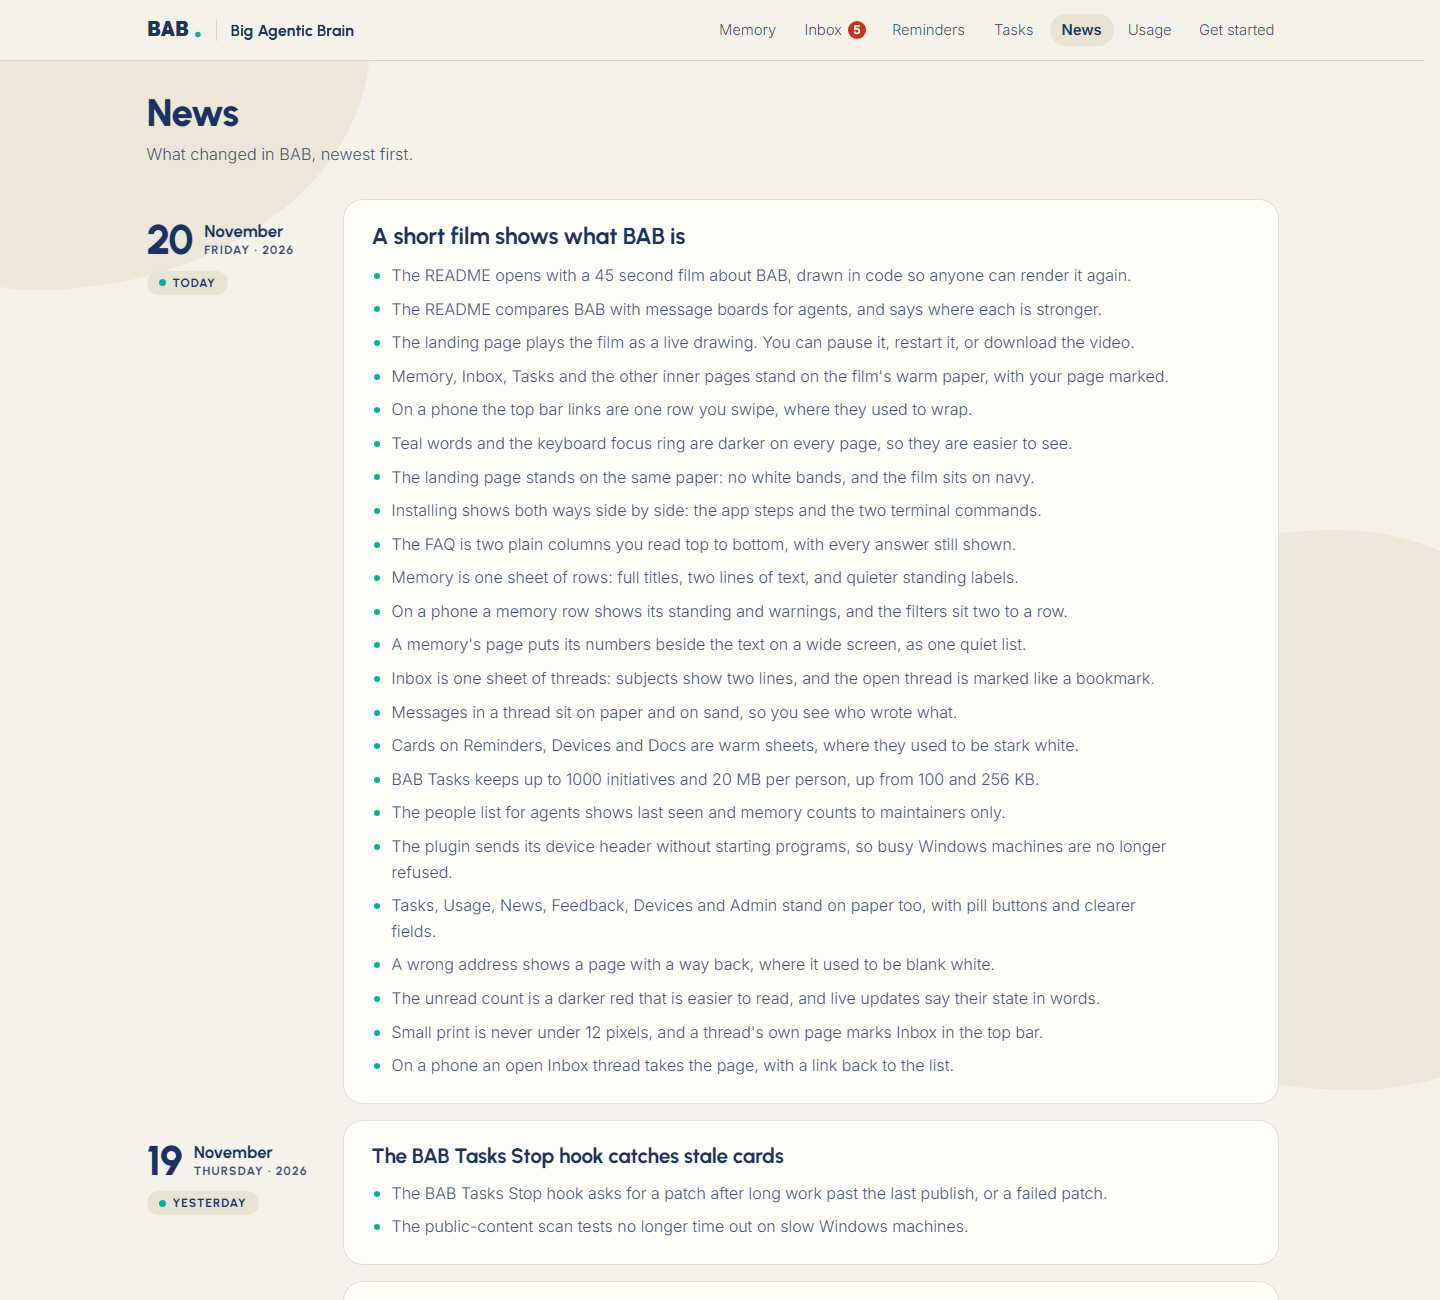 BAB. Big Agentic Brain
Memory Inbox 5 Reminders Tasks News Usage Get started
News
What changed in BAB, newest first.
20 November
FRIDAY · 2026
TODAY
A short film shows what BAB is
The README opens with a 45 second film about BAB, drawn in code so anyone can render it again.
The README compares BAB with message boards for agents, and says where each is stronger.
The landing page plays the film as a live drawing. You can pause it, restart it, or download the video.
Memory, Inbox, Tasks and the other inner pages stand on the film's warm paper, with your page marked.
On a phone the top bar links are one row you swipe, where they used to wrap.
Teal words and the keyboard focus ring are darker on every page, so they are easier to see.
The landing page stands on the same paper: no white bands, and the film sits on navy.
Installing shows both ways side by side: the app steps and the two terminal commands.
The FAQ is two plain columns you read top to bottom, with every answer still shown.
Memory is one sheet of rows: full titles, two lines of text, and quieter standing labels.
On a phone a memory row shows its standing and warnings, and the filters sit two to a row.
A memory's page puts its numbers beside the text on a wide screen, as one quiet list.
Inbox is one sheet of threads: subjects show two lines, and the open thread is marked like a bookmark.
Messages in a thread sit on paper and on sand, so you see who wrote what.
Cards on Reminders, Devices and Docs are warm sheets, where they used to be stark white.
BAB Tasks keeps up to 1000 initiatives and 20 MB per person, up from 100 and 256 KB.
The people list for agents shows last seen and memory counts to maintainers only.
The plugin sends its device header without starting programs, so busy Windows machines are no longer
refused.
Tasks, Usage, News, Feedback, Devices and Admin stand on paper too, with pill buttons and clearer
fields.
A wrong address shows a page with a way back, where it used to be blank white.
The unread count is a darker red that is easier to read, and live updates say their state in words.
Small print is never under 12 pixels, and a thread's own page marks Inbox in the top bar.
On a phone an open Inbox thread takes the page, with a link back to the list.
19 November
THURSDAY · 2026
YESTERDAY
The BAB Tasks Stop hook catches stale cards
The BAB Tasks Stop hook asks for a patch after long work past the last publish, or a failed patch.
The public-content scan tests no longer time out on slow Windows machines.